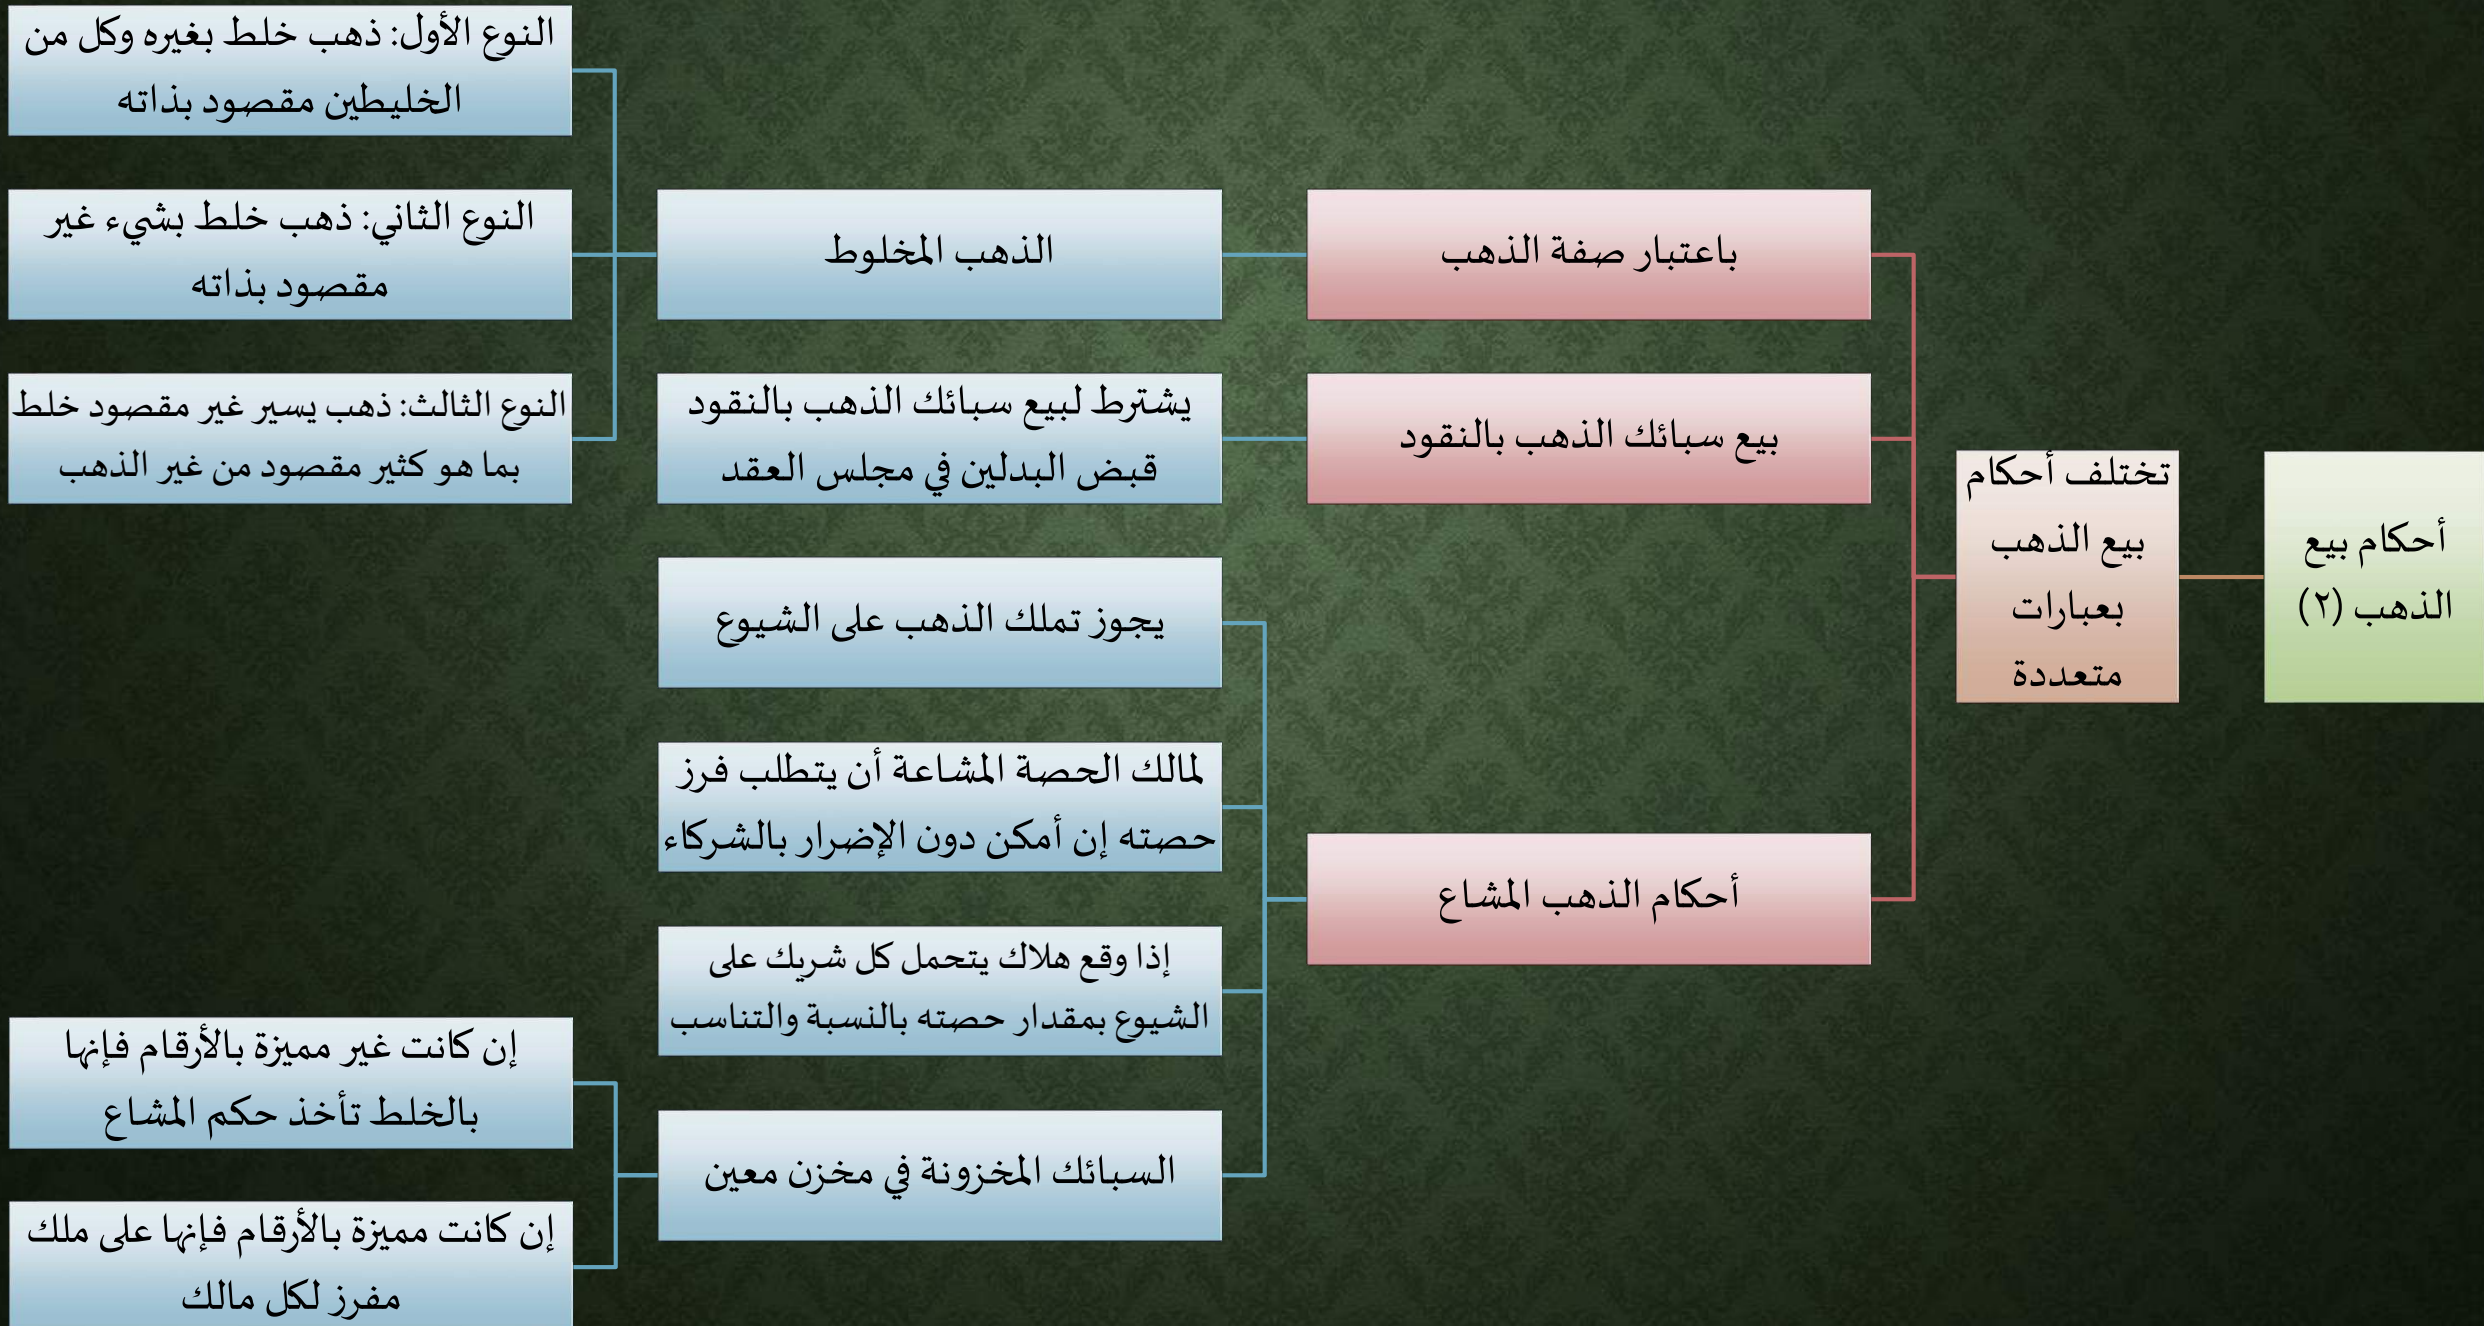 أحكام بيع
الذهب (٢)
تختلف أحكام
بيع الذهب
بعبارات
متعددة
باعتبار صفة الذهب
الذهب المخلوط
النوع الأول: ذهب خلط بغيره وكل من
الخليطين مقصود بذاته
النوع الثاني: ذهب خلط بشيء غير
مقصود بذاته
النوع الثالث: ذهب يسير غير مقصود خلط
بما هو كثير مقصود من غير الذهب
بيع سبائك الذهب بالنقود
يشترط لبيع سبائك الذهب بالنقود
قبض البدلين في مجلس العقد
أحكام الذهب المشاع
يجوز تملك الذهب على الشيوع
لمالك الحصة المشاعة أن يتطلب فرز
حصته إن أمكن دون الإضرار بالشركاء
إذا وقع هلاك يتحمل كل شريك على
الشيوع بمقدار حصته بالنسبة والتناسب
السبائك المخزونة في مخزن معين
إن كانت غير مميزة بالأرقام فإنها
بالخلط تأخذ حكم المشاع
إن كانت مميزة بالأرقام فإنها على ملك
مفرز لكل مالك